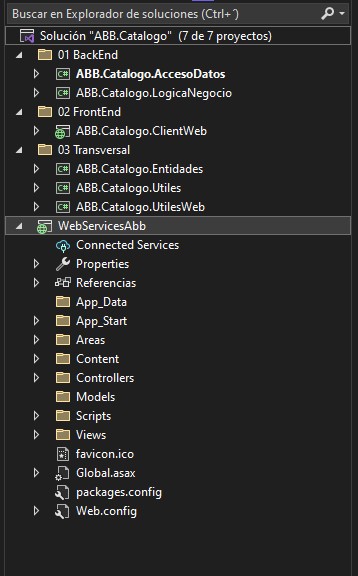 Buscar en Explorador de soluciones (Ctrl+´)
Solución "ABB.Catalogo" (7 de 7 proyectos)
01 BackEnd
C# ABB.Catalogo.AccesoDatos
C# ABB.Catalogo.LogicaNegocio
02 FrontEnd
ABB.Catalogo.ClientWeb
03 Transversal
C# ABB.Catalogo.Entidades
C# ABB.Catalogo.Utiles
C# ABB.Catalogo.UtilesWeb
WebServicesAbb
Connected Services
Properties
Referencias
App_Data
App_Start
Areas
Content
Controllers
Models
Scripts
Views
favicon.ico
Global.asax
packages.config
Web.config